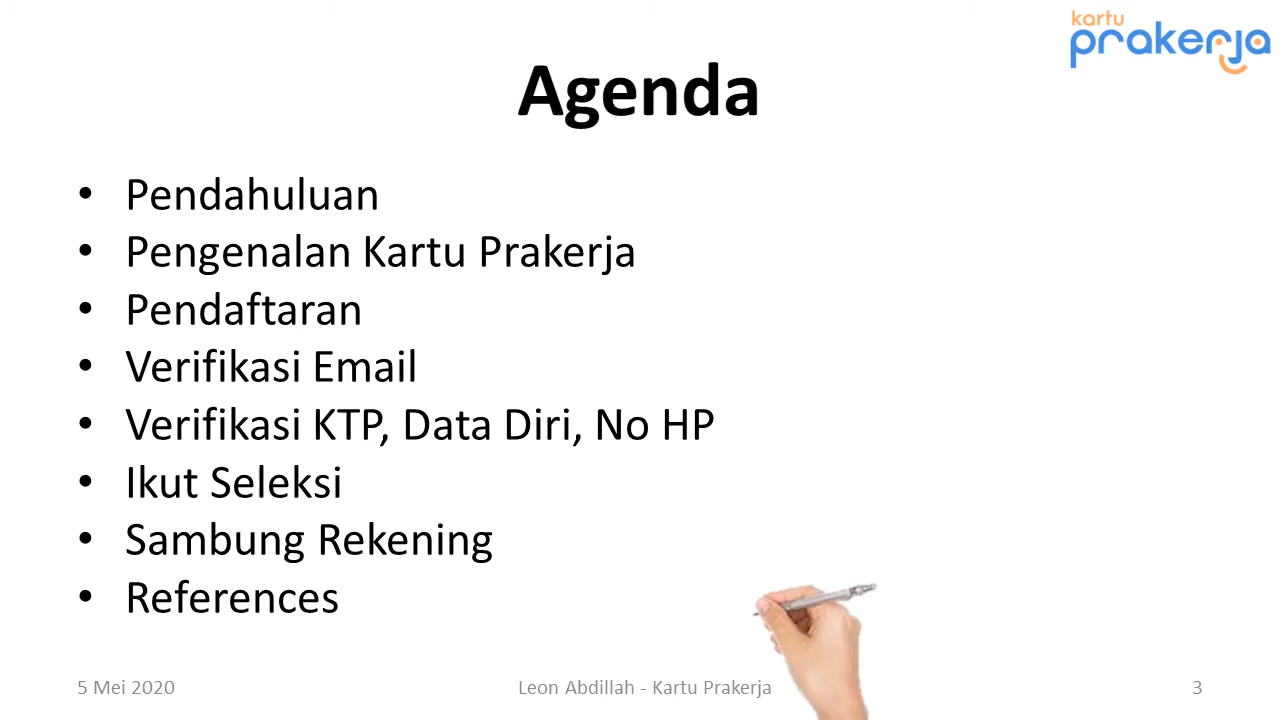 kartu
prakerja
Agenda
• Pendahuluan
• Pengenalan Kartu Prakerja
• Pendaftaran
• Verifikasi Email
• Verifikasi KTP, Data Diri, No HP
• Ikut Seleksi
• Sambung Rekening
• References
5 Mei 2020
Leon Abdillah - Kartu Prakerja
3